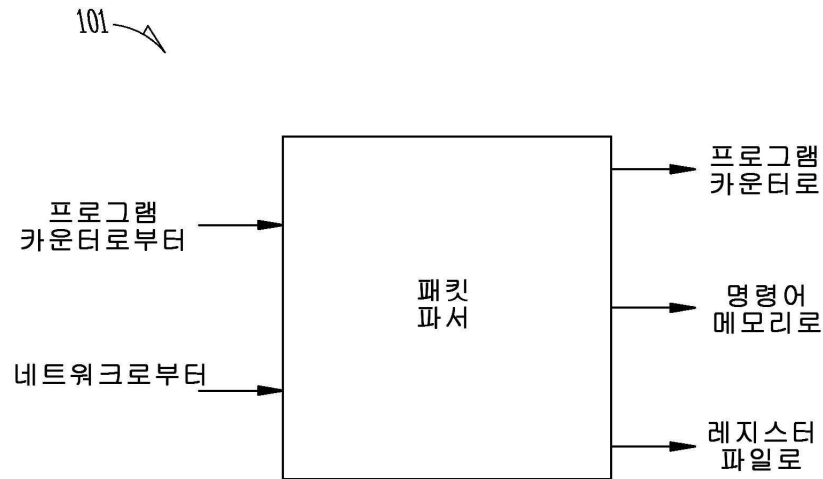 101
프로그램
카운터로부터
네트워크로부터
패킷
파서
프로그램
카운터로
명령어
메모리로
레지스터
파일로